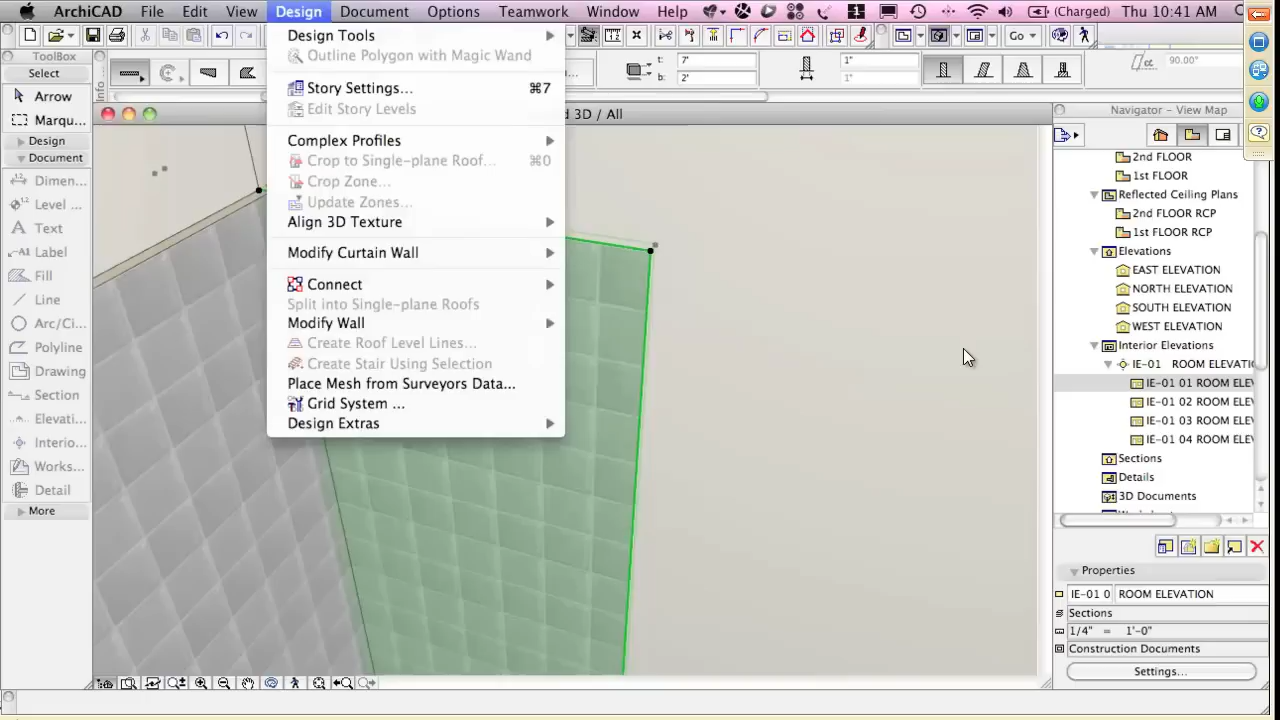 ArchiCAD File Edit View Design Document Options Teamwork Window Help (Charged) Thu 10:41 AM
Go
ToolBox
Select
Arrow
Marqu...
Design
Document
Dimen...
Level ...
Text
Label
Fill
Line
Arc/Ci...
Polyline
Drawing
Section
Elevati...
Interio...
Works...
Detail
More
Info
Design Tools
Outline Polygon with Magic Wand
Story Settings... ⌘7
Edit Story Levels
Complex Profiles
Crop to Single-plane Roof... ⌘0
Crop Zone...
Update Zones...
Align 3D Texture
Modify Curtain Wall
Connect
Split into Single-plane Roofs
Modify Wall
Create Roof Level Lines...
Create Stair Using Selection
Place Mesh from Surveyors Data...
Grid System ...
Design Extras
t: 7'
b: 2'
1"
1"
90.00°
d 3D / All
Navigator - View Map
2nd FLOOR
1st FLOOR
Reflected Ceiling Plans
2nd FLOOR RCP
1st FLOOR RCP
Elevations
EAST ELEVATION
NORTH ELEVATION
SOUTH ELEVATION
WEST ELEVATION
Interior Elevations
IE-01 ROOM ELEVATI
IE-01 01 ROOM ELEV
IE-01 02 ROOM ELEV
IE-01 03 ROOM ELEV
IE-01 04 ROOM ELEV
Sections
Details
3D Documents
Properties
IE-01 0 ROOM ELEVATION
Sections
1/4" = 1'-0"
Construction Documents
Settings...